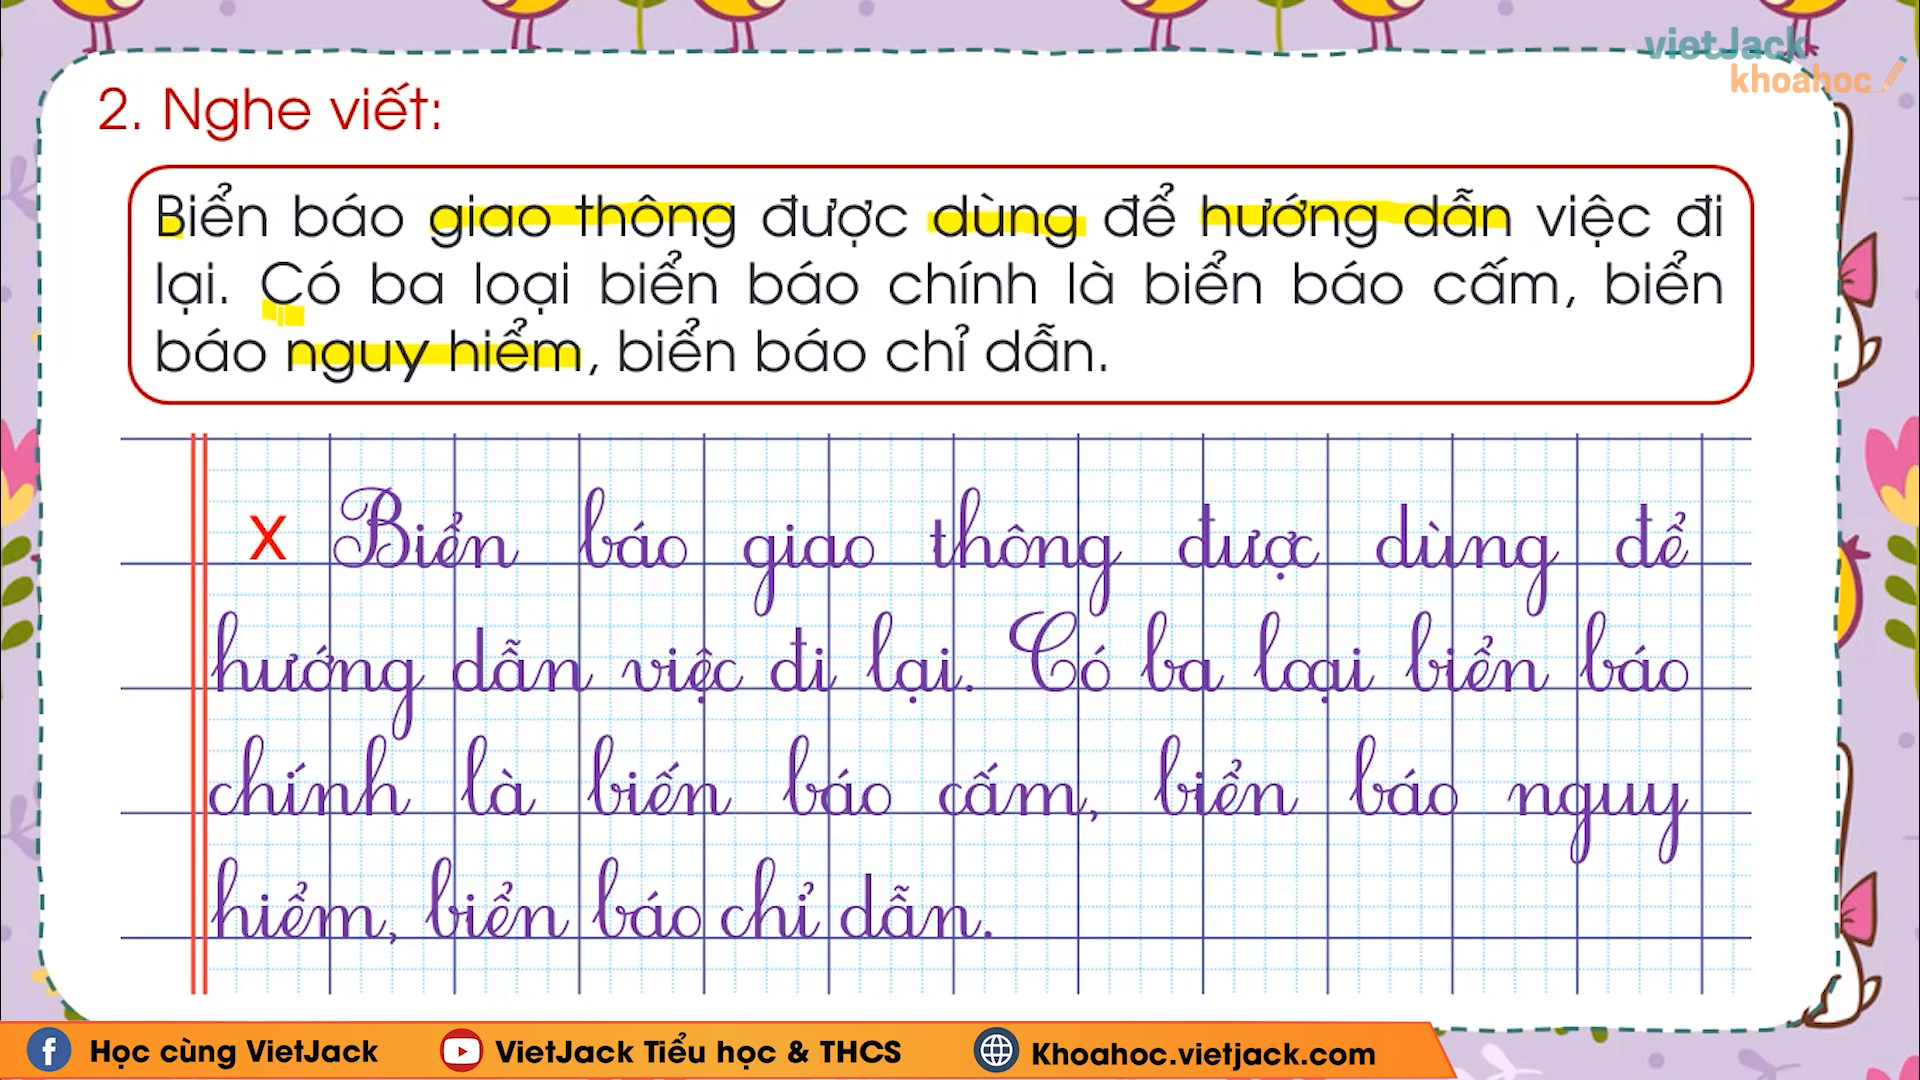 vietJack
khoahoc
2. Nghe viết:
Biển báo giao thông được dùng để hướng dẫn việc đi
lại. Có ba loại biển báo chính là biển báo cấm, biển
báo nguy hiểm, biển báo chỉ dẫn.
x Biển báo giao thông được dùng để
hướng dẫn việc đi lại. Có ba loại biển báo
chính là biến báo cấm, biển báo nguy
hiểm, biển báo chỉ dẫn.
Học cùng VietJack
VietJack Tiểu học & THCS
Khoahoc.vietjack.com